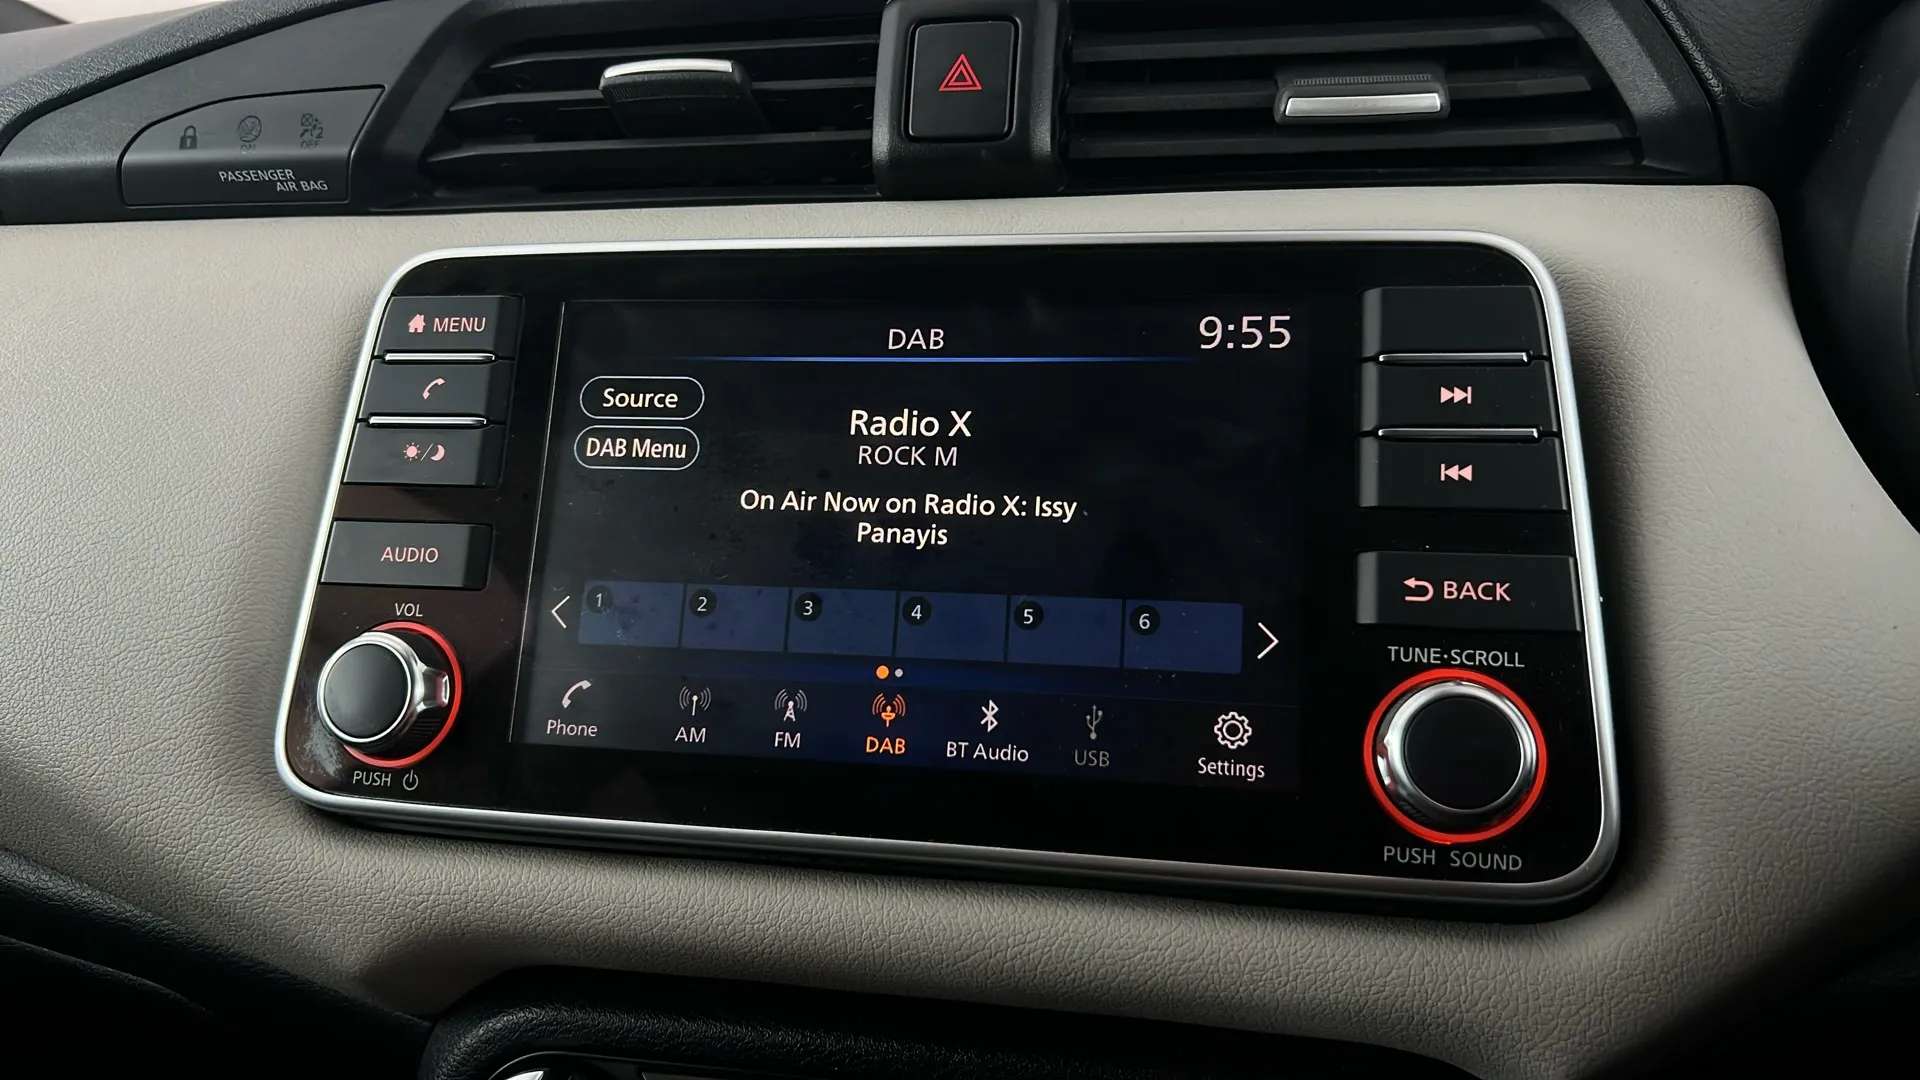 PASSENGER
AIR BAG
MENU
AUDIO
VOL
PUSH
DAB
9:55
Source
DAB Menu
Radio X
ROCK M
On Air Now on Radio X: Issy
Panayis
1 2 3 4 5 6
Phone AM FM DAB BT Audio USB Settings
BACK
TUNE·SCROLL
PUSH SOUND